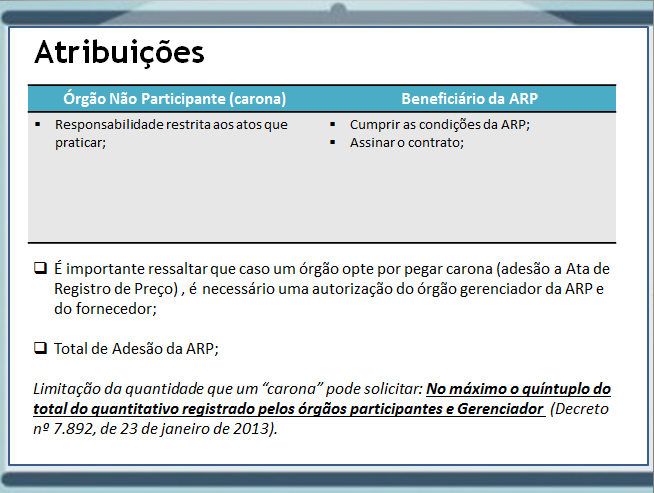 Atribuições
Órgão Não Participante (carona)
Beneficiário da ARP
▪ Responsabilidade restrita aos atos que
praticar;
▪ Cumprir as condições da ARP;
▪ Assinar o contrato;
❑ É importante ressaltar que caso um órgão opte por pegar carona (adesão a Ata de
Registro de Preço) , é necessário uma autorização do órgão gerenciador da ARP e
do fornecedor;
❑ Total de Adesão da ARP;
Limitação da quantidade que um “carona” pode solicitar: No máximo o quíntuplo do
total do quantitativo registrado pelos órgãos participantes e Gerenciador (Decreto
nº 7.892, de 23 de janeiro de 2013).